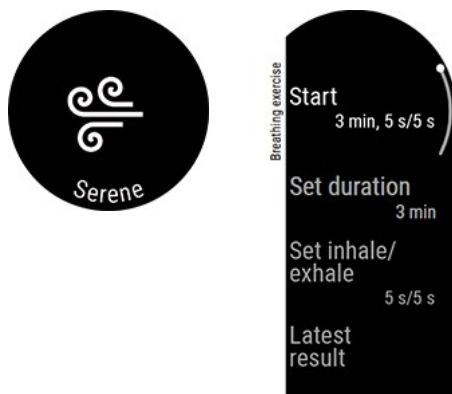 Serene
Breathing exercise
Start
3 min, 5 s/5 s
Set duration
3 min
Set inhale/
exhale
5 s/5 s
Latest
result